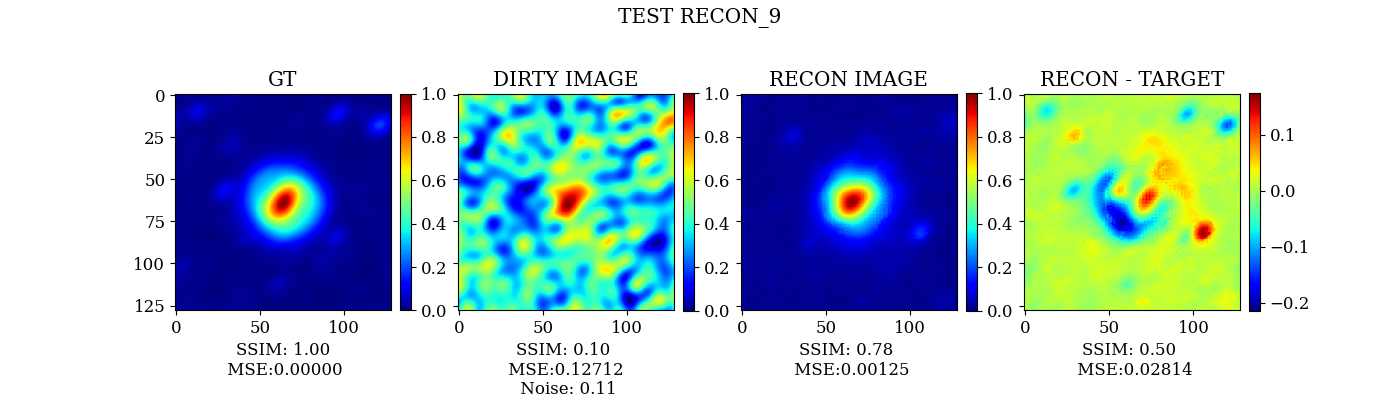 TEST RECON_9
GT
DIRTY IMAGE
RECON IMAGE
RECON - TARGET
0
25
50
75
100
125
0 50 100
1.0
0.8
0.6
0.4
0.2
0.0
0 50 100
1.0
0.8
0.6
0.4
0.2
0.0
0 50 100
1.0
0.8
0.6
0.4
0.2
0.0
0 50 100
0.1
0.0
−0.1
−0.2
SSIM: 1.00
MSE:0.00000
SSIM: 0.10
MSE:0.12712
Noise: 0.11
SSIM: 0.78
MSE:0.00125
SSIM: 0.50
MSE:0.02814